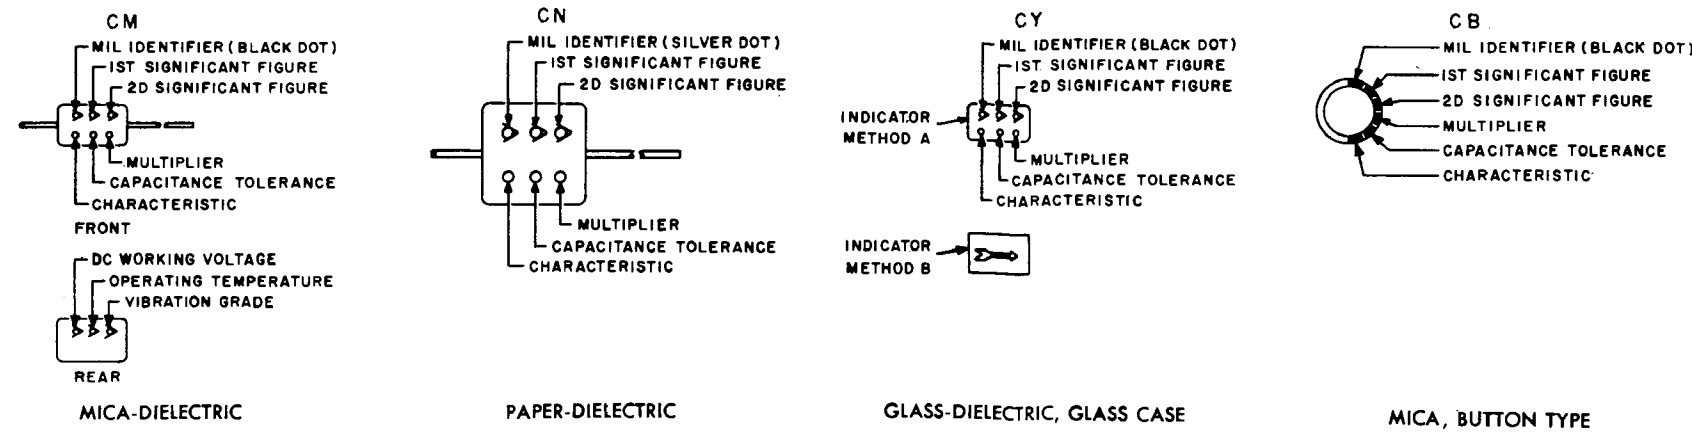 CM
MIL IDENTIFIER (BLACK DOT)
1ST SIGNIFICANT FIGURE
2D SIGNIFICANT FIGURE
MULTIPLIER
CAPACITANCE TOLERANCE
CHARACTERISTIC
FRONT
DC WORKING VOLTAGE
OPERATING TEMPERATURE
VIBRATION GRADE
REAR
MICA-DIELECTRIC
CN
MIL IDENTIFIER (SILVER DOT)
1ST SIGNIFICANT FIGURE
2D SIGNIFICANT FIGURE
MULTIPLIER
CAPACITANCE TOLERANCE
CHARACTERISTIC
PAPER-DIELECTRIC
CY
MIL IDENTIFIER (BLACK DOT)
1ST SIGNIFICANT FIGURE
2D SIGNIFICANT FIGURE
INDICATOR
METHOD A
MULTIPLIER
CAPACITANCE TOLERANCE
CHARACTERISTIC
INDICATOR
METHOD B
GLASS-DIELECTRIC, GLASS CASE
CB
MIL IDENTIFIER (BLACK DOT)
1ST SIGNIFICANT FIGURE
2D SIGNIFICANT FIGURE
MULTIPLIER
CAPACITANCE TOLERANCE
CHARACTERISTIC
MICA, BUTTON TYPE